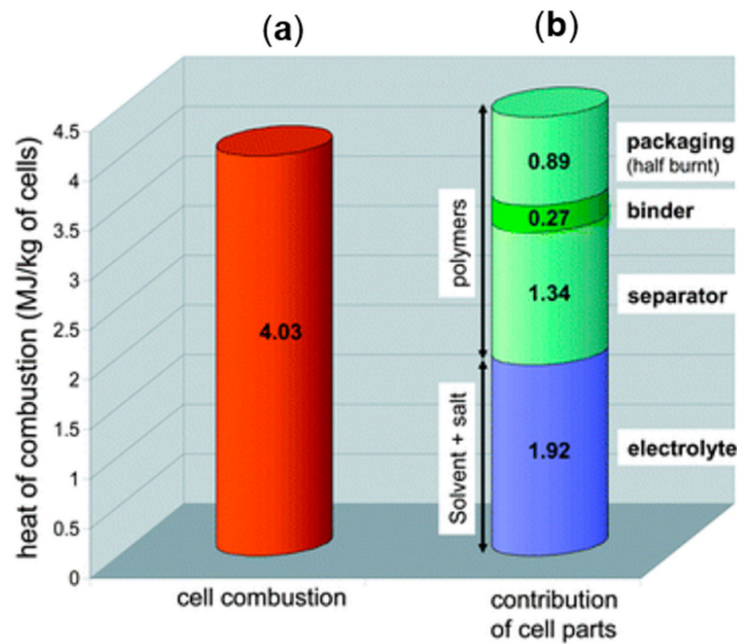 (a)
(b)
heat of combustion (MJ/kg of cells)
4.5
4
3.5
3
2.5
2
1.5
1
0.5
0
4.03
cell combustion
polymers
Solvent + salt
0.89
0.27
1.34
1.92
packaging
(half burnt)
binder
separator
electrolyte
contribution
of cell parts